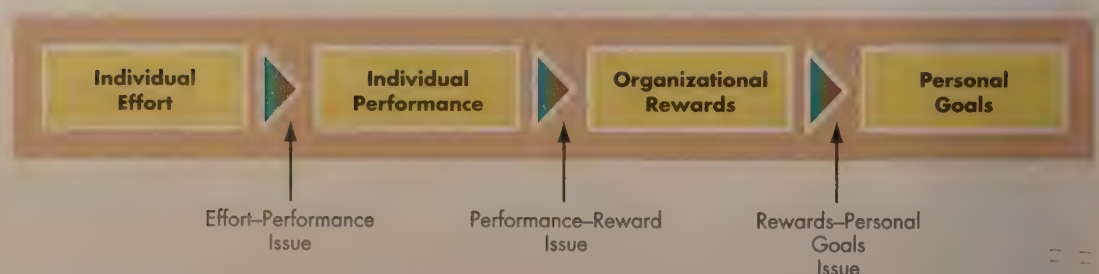 Individual
Effort
Individual
Performance
Organizational
Rewards
Personal
Goals
Effort–Performance
Issue
Performance–Reward
Issue
Rewards–Personal
Goals
Issue